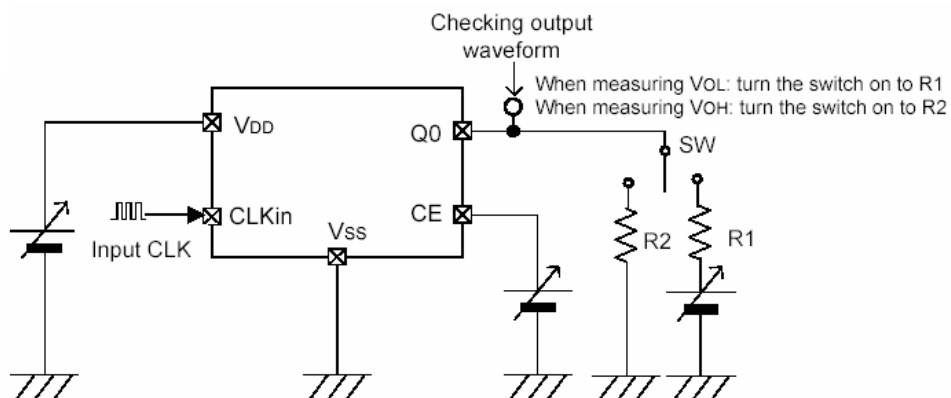 Checking output
waveform
When measuring VOL: turn the switch on to R1
When measuring VOH: turn the switch on to R2
VDD
Q0
SW
CLKin
CE
Input CLK
Vss
R2
R1